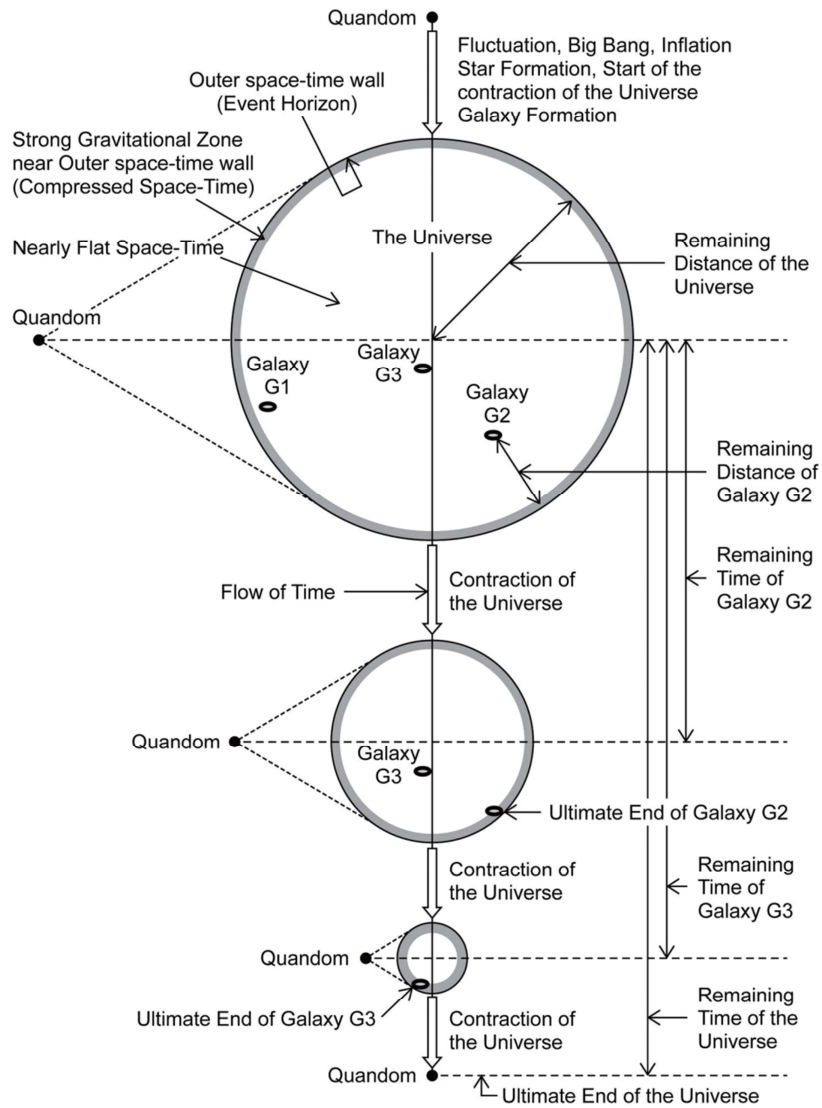 Quandom
Fluctuation, Big Bang, Inflation
Star Formation, Start of the
contraction of the Universe
Galaxy Formation
Outer space-time wall
(Event Horizon)
Strong Gravitational Zone
near Outer space-time wall
(Compressed Space-Time)
Nearly Flat Space-Time
The Universe
Remaining
Distance of the
Universe
Quandom
Galaxy
G1
Galaxy
G3
Galaxy
G2
Remaining
Distance of
Galaxy G2
Remaining
Time of
Galaxy G2
Flow of Time
Contraction of
the Universe
Quandom
Galaxy
G3
Ultimate End of Galaxy G2
Contraction of
the Universe
Remaining
Time of
Galaxy G3
Quandom
Ultimate End of Galaxy G3
Contraction of
the Universe
Remaining
Time of the
Universe
Quandom
Ultimate End of the Universe